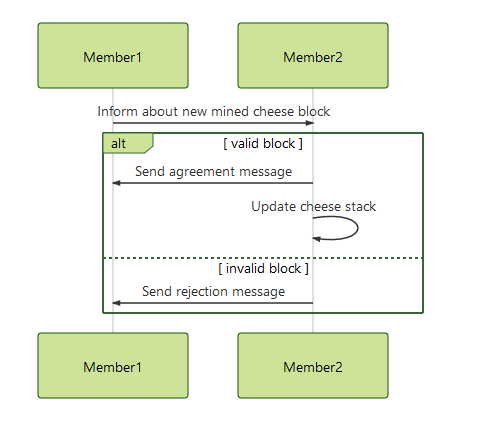 Member1
Member2
Inform about new mined cheese block
alt
[ valid block ]
Send agreement message
Update cheese stack
[ invalid block ]
Send rejection message
Member1
Member2